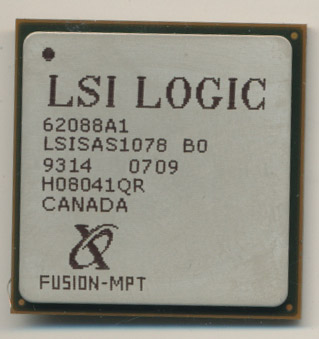 LSI LOGIC
62088A1
LSISAS1078 B0
9314 0709
H08041QR
CANADA
FUSION-MPT